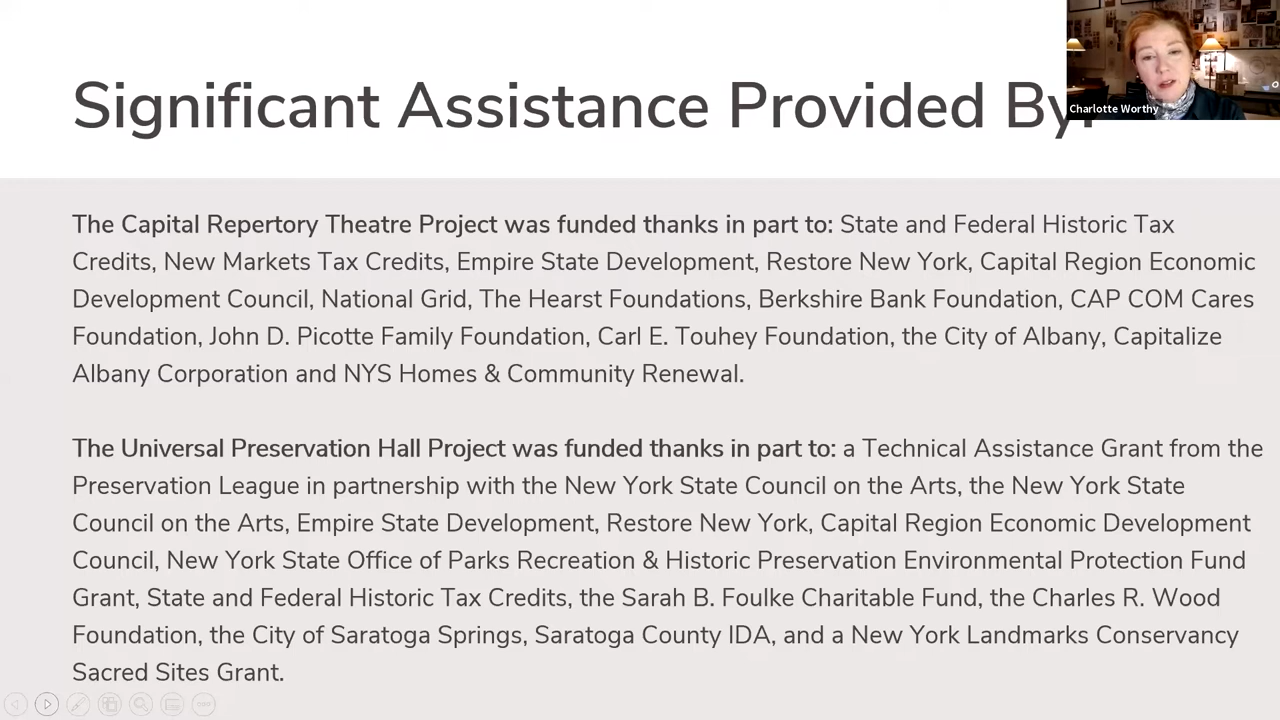 Significant Assistance Provided By:
Charlotte Worthy
The Capital Repertory Theatre Project was funded thanks in part to: State and Federal Historic Tax
Credits, New Markets Tax Credits, Empire State Development, Restore New York, Capital Region Economic
Development Council, National Grid, The Hearst Foundations, Berkshire Bank Foundation, CAP COM Cares
Foundation, John D. Picotte Family Foundation, Carl E. Touhey Foundation, the City of Albany, Capitalize
Albany Corporation and NYS Homes & Community Renewal.
The Universal Preservation Hall Project was funded thanks in part to: a Technical Assistance Grant from the
Preservation League in partnership with the New York State Council on the Arts, the New York State
Council on the Arts, Empire State Development, Restore New York, Capital Region Economic Development
Council, New York State Office of Parks Recreation & Historic Preservation Environmental Protection Fund
Grant, State and Federal Historic Tax Credits, the Sarah B. Foulke Charitable Fund, the Charles R. Wood
Foundation, the City of Saratoga Springs, Saratoga County IDA, and a New York Landmarks Conservancy
Sacred Sites Grant.